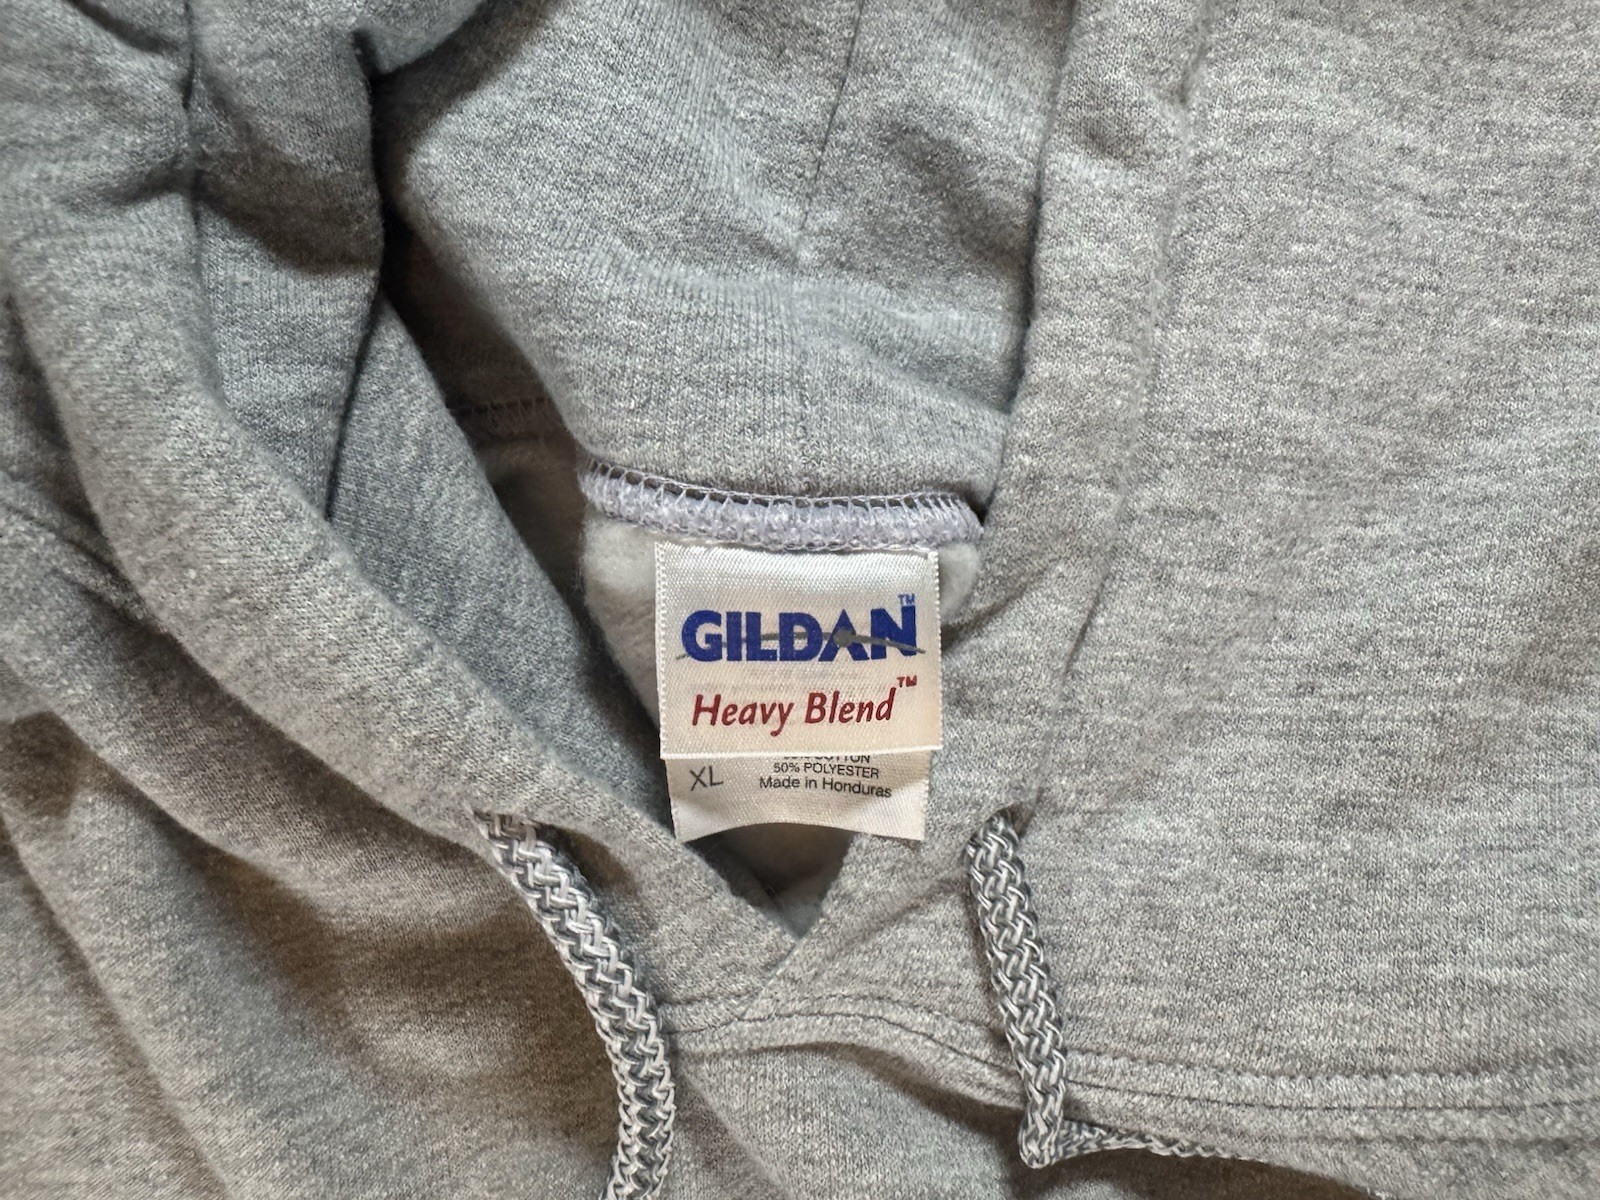 GILDAN™
Heavy Blend™
XL
50% POLYESTER
Made in Honduras